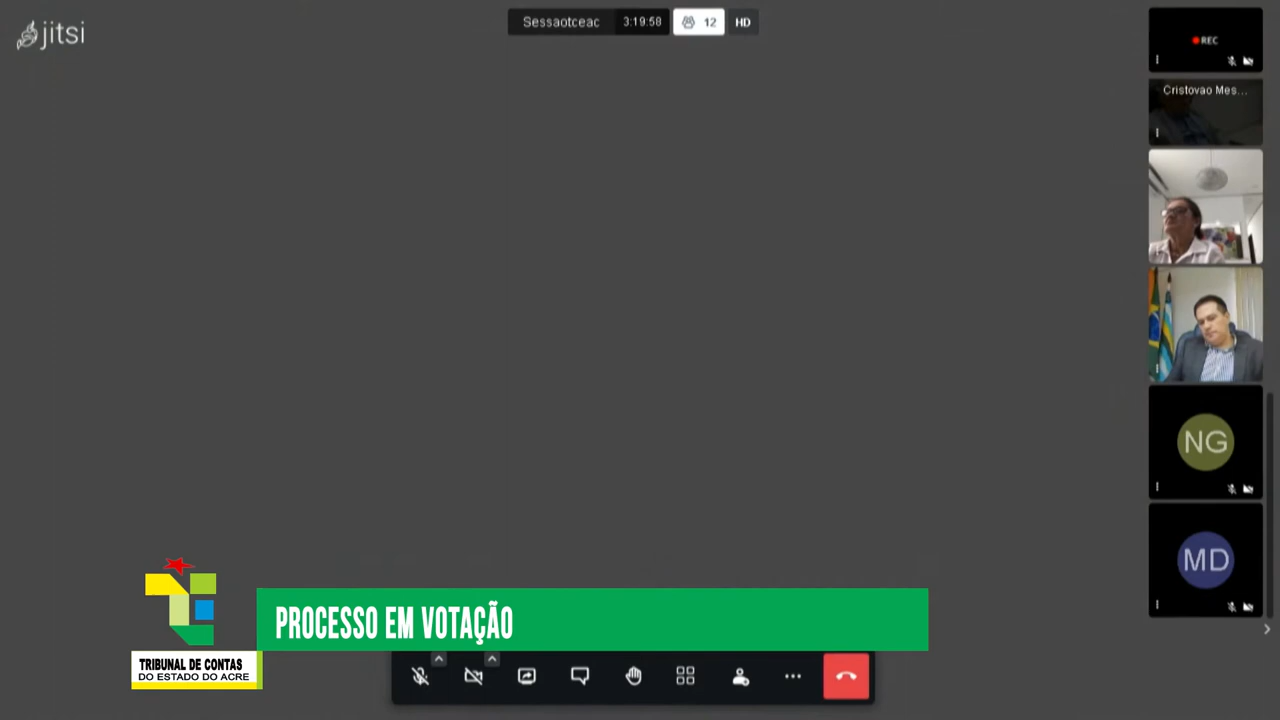 jitsi
Sessaotceac 3:19:58 12 HD
REC
Cristovao Mes...
NG
MD
PROCESSO EM VOTAÇÃO
TRIBUNAL DE CONTAS
DO ESTADO DO ACRE